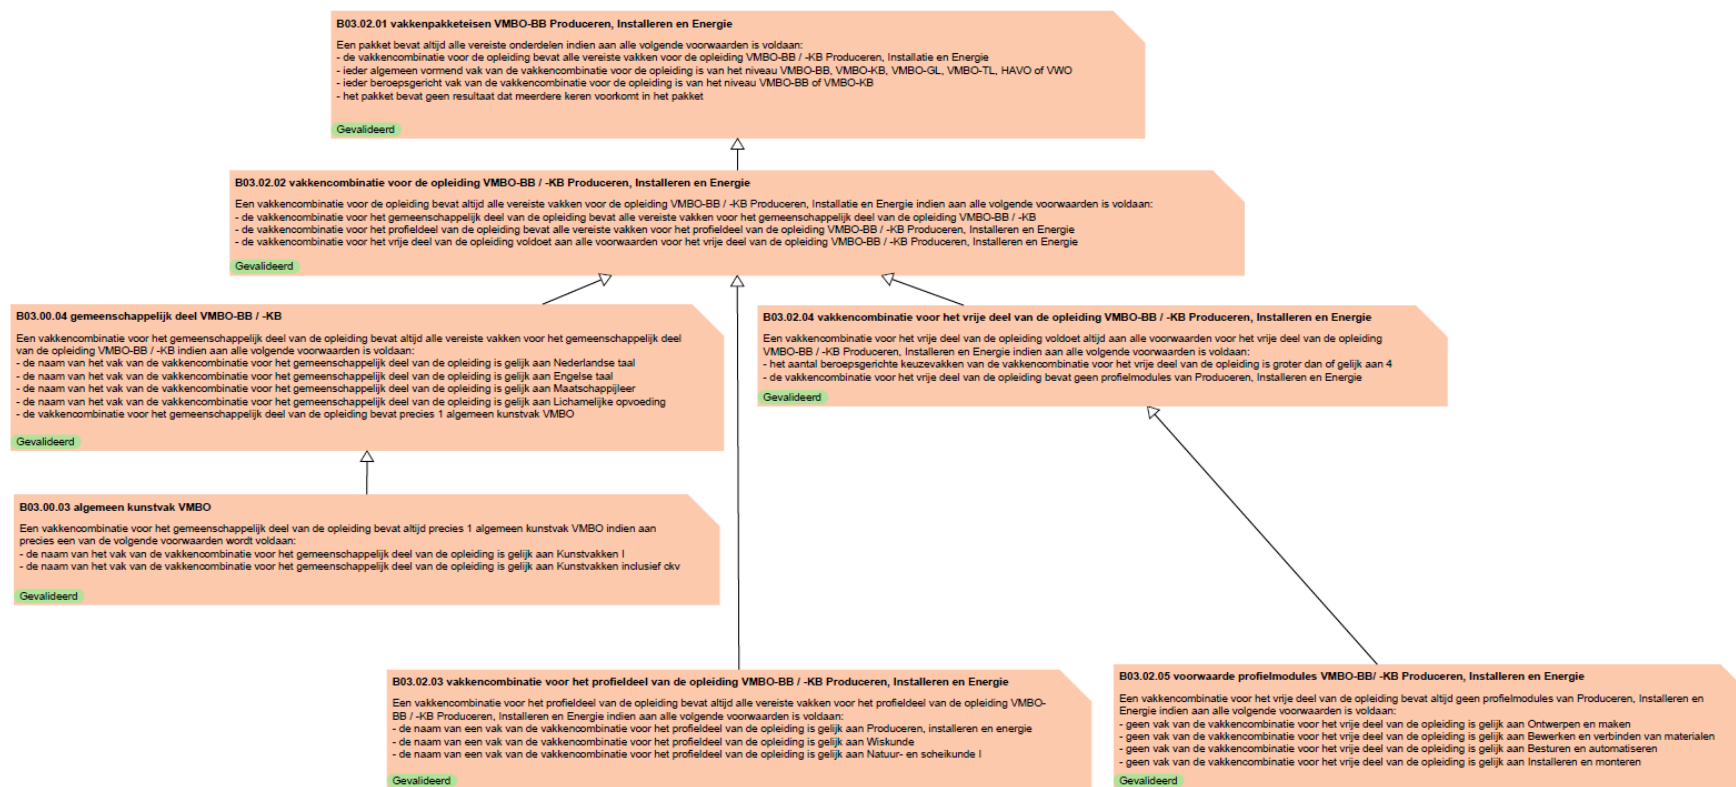 B03.02.01 vakkenpakketeisen VMBO-BB Produceren, Installeren en Energie
Een pakket bevat altijd alle vereiste onderdelen indien aan alle volgende voorwaarden is voldaan:
- de vakkencombinatie voor de opleiding bevat alle vereiste vakken voor de opleiding VMBO-BB / -KB Produceren, Installatie en Energie
- ieder algemeen vormend vak van de vakkencombinatie voor de opleiding is van het niveau VMBO-BB, VMBO-KB, VMBO-GL, VMBO-TL, HAVO of VWO
- ieder beroepsgericht vak van de vakkencombinatie voor de opleiding is van het niveau VMBO-BB of VMBO-KB
- het pakket bevat geen resultaat dat meerdere keren voorkomt in het pakket
Gevalideerd
B03.02.02 vakkencombinatie voor de opleiding VMBO-BB / -KB Produceren, Installeren en Energie
Een vakkencombinatie voor de opleiding bevat altijd alle vereiste vakken voor de opleiding VMBO-BB / -KB Produceren, Installatie en Energie indien aan alle volgende voorwaarden is voldaan:
- de vakkencombinatie voor het gemeenschappelijk deel van de opleiding bevat alle vereiste vakken voor het gemeenschappelijk deel van de opleiding VMBO-BB / -KB
- de vakkencombinatie voor het profieldeel van de opleiding bevat alle vereiste vakken voor het profieldeel van de opleiding VMBO-BB / -KB Produceren, Installeren en Energie
- de vakkencombinatie voor het vrije deel van de opleiding voldoet aan alle voorwaarden voor het vrije deel van de opleiding VMBO-BB / -KB Produceren, Installeren en Energie
Gevalideerd
B03.00.04 gemeenschappelijk deel VMBO-BB / -KB
Een vakkencombinatie voor het gemeenschappelijk deel van de opleiding bevat altijd alle vereiste vakken voor het gemeenschappelijk deel
van de opleiding VMBO-BB / -KB indien aan alle volgende voorwaarden is voldaan:
- de naam van het vak van de vakkencombinatie voor het gemeenschappelijk deel van de opleiding is gelijk aan Nederlandse taal
- de naam van het vak van de vakkencombinatie voor het gemeenschappelijk deel van de opleiding is gelijk aan Engelse taal
- de naam van het vak van de vakkencombinatie voor het gemeenschappelijk deel van de opleiding is gelijk aan Maatschappijleer
- de naam van het vak van de vakkencombinatie voor het gemeenschappelijk deel van de opleiding is gelijk aan Lichamelijke opvoeding
- de vakkencombinatie voor het gemeenschappelijk deel van de opleiding bevat precies 1 algemeen kunstvak VMBO
Gevalideerd
B03.02.04 vakkencombinatie voor het vrije deel van de opleiding VMBO-BB / -KB Produceren, Installeren en Energie
Een vakkencombinatie voor het vrije deel van de opleiding voldoet altijd aan alle voorwaarden voor het vrije deel van de opleiding
VMBO-BB / -KB Produceren, Installeren en Energie indien aan alle volgende voorwaarden is voldaan:
- het aantal beroepsgerichte keuzevakken van de vakkencombinatie voor het vrije deel van de opleiding is groter dan of gelijk aan 4
- de vakkencombinatie voor het vrije deel van de opleiding bevat geen profielmodules van Produceren, Installeren en Energie
Gevalideerd
B03.00.03 algemeen kunstvak VMBO
Een vakkencombinatie voor het gemeenschappelijk deel van de opleiding bevat altijd precies 1 algemeen kunstvak VMBO indien aan
precies een van de volgende voorwaarden wordt voldaan:
- de naam van het vak van de vakkencombinatie voor het gemeenschappelijk deel van de opleiding is gelijk aan Kunstvakken I
- de naam van het vak van de vakkencombinatie voor het gemeenschappelijk deel van de opleiding is gelijk aan Kunstvakken inclusief ckv
Gevalideerd
B03.02.03 vakkencombinatie voor het profieldeel van de opleiding VMBO-BB / -KB Produceren, Installeren en Energie
Een vakkencombinatie voor het profieldeel van de opleiding bevat altijd alle vereiste vakken voor het profieldeel van de opleiding VMBO-
BB / -KB Produceren, Installeren en Energie indien aan alle volgende voorwaarden is voldaan:
- de naam van een vak van de vakkencombinatie voor het profieldeel van de opleiding is gelijk aan Produceren, installeren en energie
- de naam van een vak van de vakkencombinatie voor het profieldeel van de opleiding is gelijk aan Wiskunde
- de naam van een vak van de vakkencombinatie voor het profieldeel van de opleiding is gelijk aan Natuur- en scheikunde I
Gevalideerd
B03.02.05 voorwaarde profielmodules VMBO-BB/ -KB Produceren, Installeren en Energie
Een vakkencombinatie voor het vrije deel van de opleiding bevat altijd geen profielmodules van Produceren, Installeren en
Energie indien aan alle volgende voorwaarden is voldaan:
- geen vak van de vakkencombinatie voor het vrije deel van de opleiding is gelijk aan Ontwerpen en maken
- geen vak van de vakkencombinatie voor het vrije deel van de opleiding is gelijk aan Bewerken en verbinden van materialen
- geen vak van de vakkencombinatie voor het vrije deel van de opleiding is gelijk aan Besturen en automatiseren
- geen vak van de vakkencombinatie voor het vrije deel van de opleiding is gelijk aan Installeren en monteren
Gevalideerd